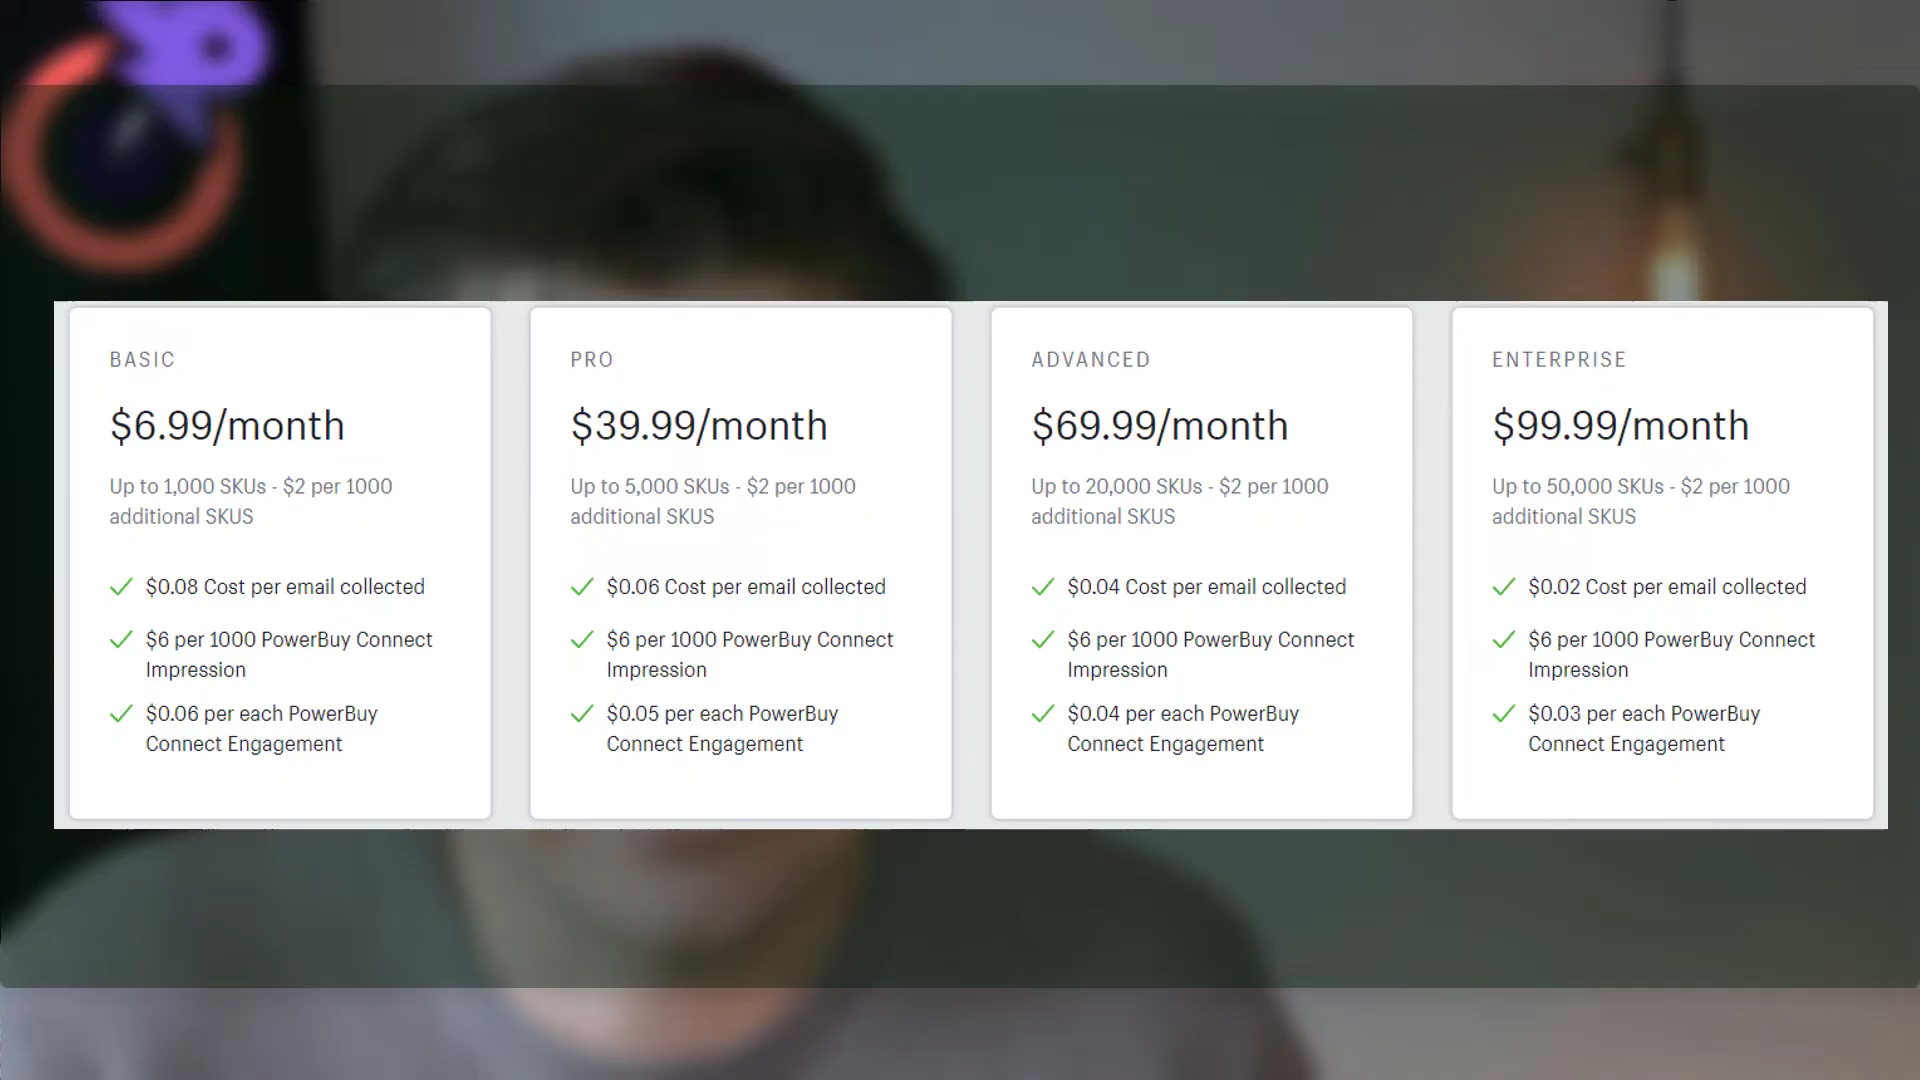 BASIC
$6.99/month
Up to 1,000 SKUs - $2 per 1000
additional SKUS
$0.08 Cost per email collected
$6 per 1000 PowerBuy Connect
Impression
$0.06 per each PowerBuy
Connect Engagement
PRO
$39.99/month
Up to 5,000 SKUs - $2 per 1000
additional SKUS
$0.06 Cost per email collected
$6 per 1000 PowerBuy Connect
Impression
$0.05 per each PowerBuy
Connect Engagement
ADVANCED
$69.99/month
Up to 20,000 SKUs - $2 per 1000
additional SKUS
$0.04 Cost per email collected
$6 per 1000 PowerBuy Connect
Impression
$0.04 per each PowerBuy
Connect Engagement
ENTERPRISE
$99.99/month
Up to 50,000 SKUs - $2 per 1000
additional SKUS
$0.02 Cost per email collected
$6 per 1000 PowerBuy Connect
Impression
$0.03 per each PowerBuy
Connect Engagement